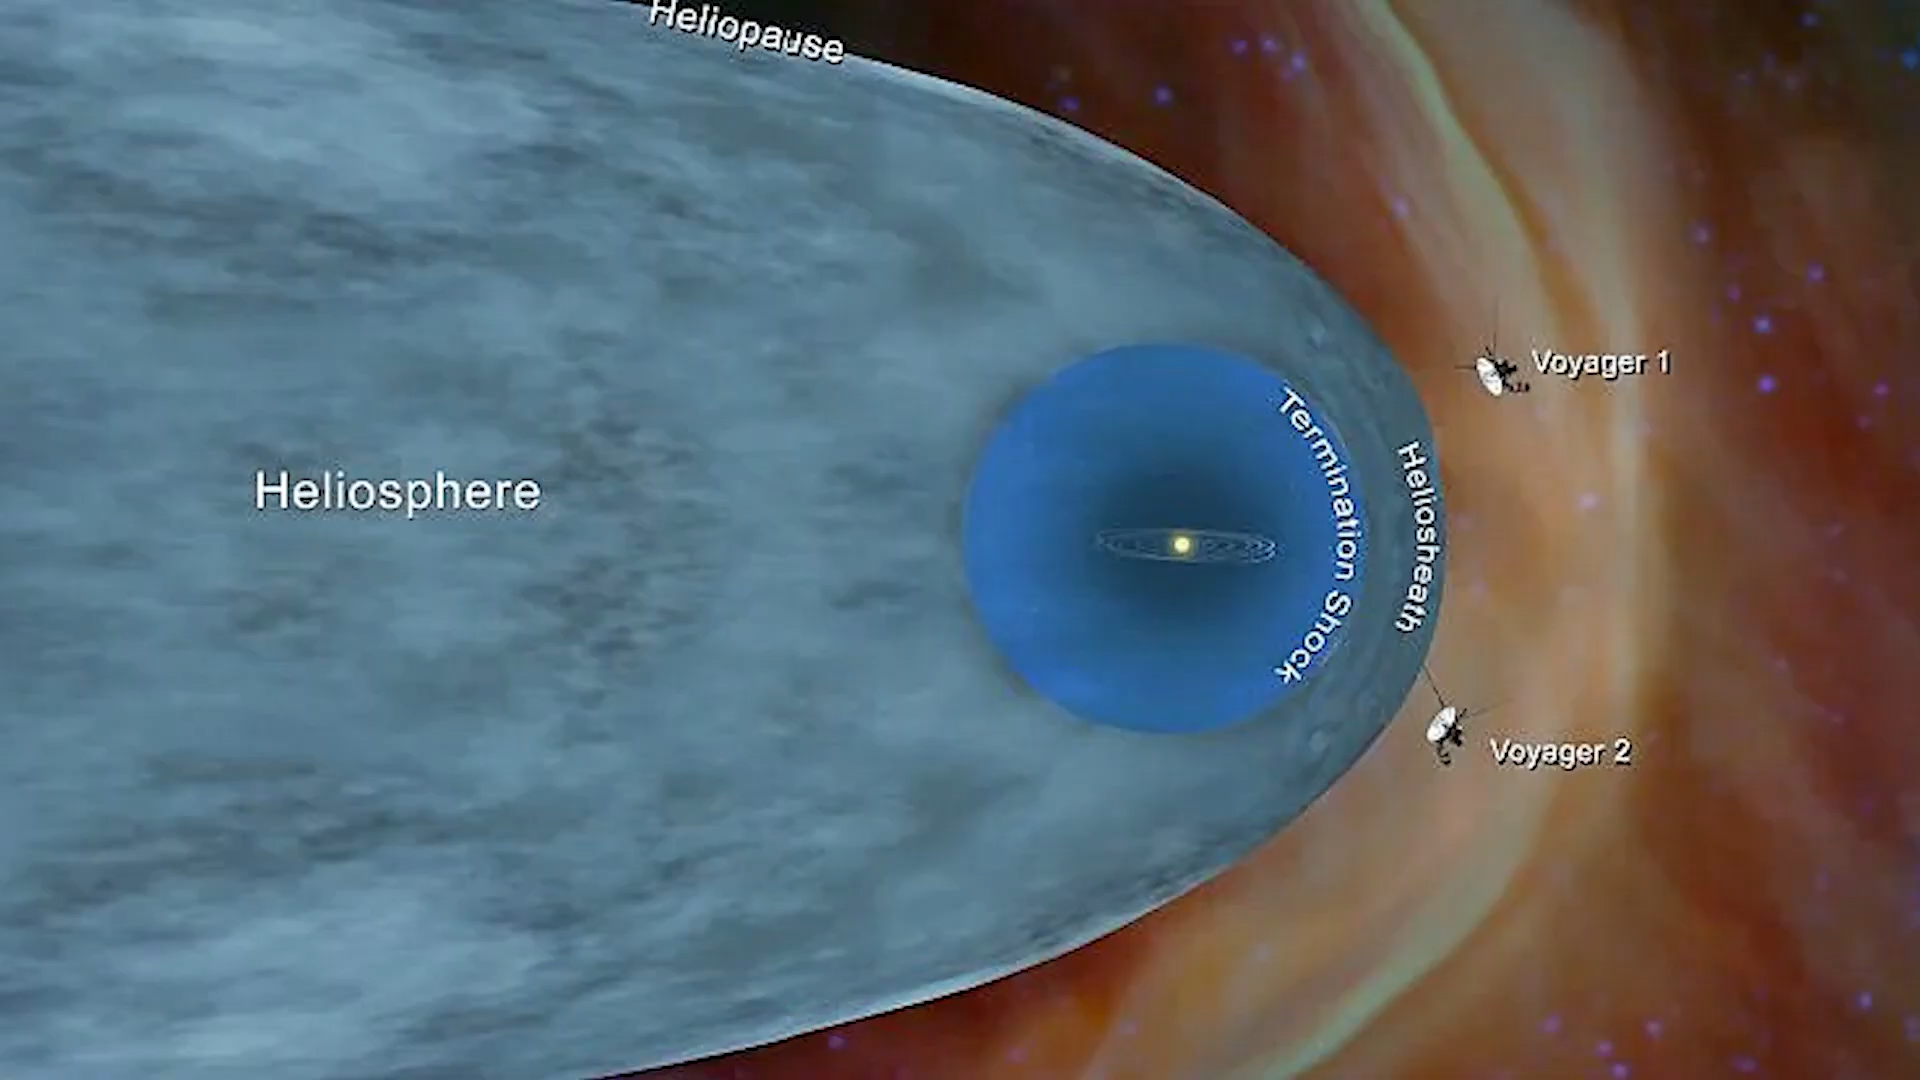 Heliopause
Voyager 1
Termination Shock
Heliosheath
Heliosphere
Voyager 2